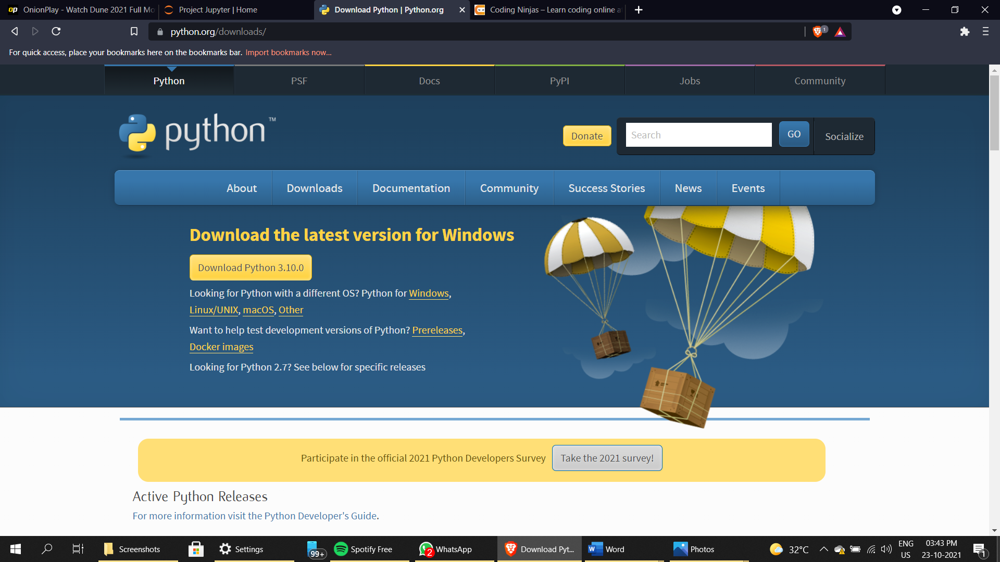 op OnionPlay - Watch Dune 2021 Full Mo
Project Jupyter | Home
Download Python | Python.org
Coding Ninjas – Learn coding online a
python.org/downloads/
1
For quick access, place your bookmarks here on the bookmarks bar. Import bookmarks now...
Python PSF Docs PyPI Jobs Community
python™
Donate
Search
GO
Socialize
About Downloads Documentation Community Success Stories News Events
Download the latest version for Windows
Download Python 3.10.0
Looking for Python with a different OS? Python for Windows,
Linux/UNIX, macOS, Other
Want to help test development versions of Python? Prereleases,
Docker images
Looking for Python 2.7? See below for specific releases
Participate in the official 2021 Python Developers Survey
Take the 2021 survey!
Active Python Releases
For more information visit the Python Developer's Guide.
Screenshots
Settings
99+
Spotify Free
2
WhatsApp
Download Pyt...
W
Word
Photos
32°C
ENG
US
03:43 PM
23-10-2021
1